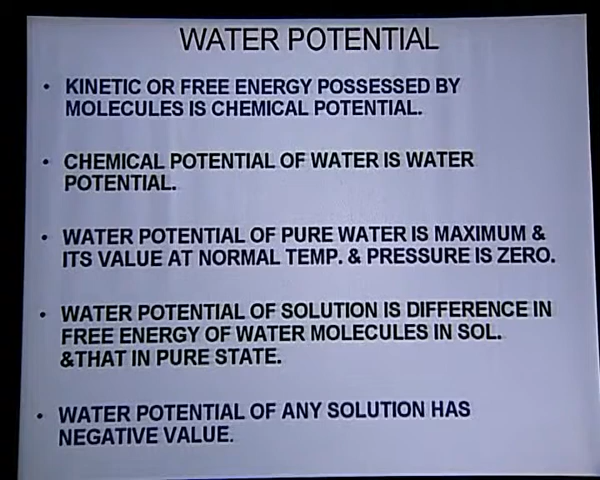 WATER POTENTIAL
• KINETIC OR FREE ENERGY POSSESSED BY
MOLECULES IS CHEMICAL POTENTIAL.
• CHEMICAL POTENTIAL OF WATER IS WATER
POTENTIAL.
• WATER POTENTIAL OF PURE WATER IS MAXIMUM &
ITS VALUE AT NORMAL TEMP. & PRESSURE IS ZERO.
• WATER POTENTIAL OF SOLUTION IS DIFFERENCE IN
FREE ENERGY OF WATER MOLECULES IN SOL.
&THAT IN PURE STATE.
• WATER POTENTIAL OF ANY SOLUTION HAS
NEGATIVE VALUE.